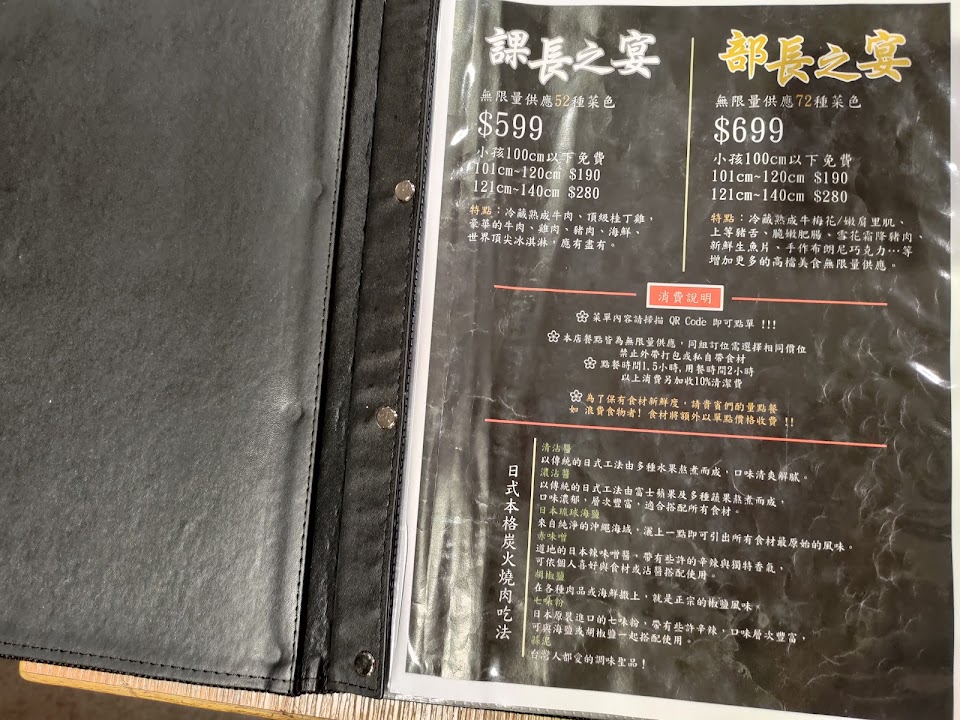 課長之宴
無限量供應52種菜色
$599
小孩100cm以下免費
101cm~120cm $190
121cm~140cm $280
特點：冷藏熟成牛肉、頂級桂丁雞，
豪華的牛肉、雞肉、豬肉、海鮮、
世界頂尖冰淇淋，應有盡有。
部長之宴
無限量供應72種菜色
$699
小孩100cm以下免費
101cm~120cm $190
121cm~140cm $280
特點：冷藏熟成牛梅花/嫩肩里肌、
上等豬舌、脆嫩肥腸、雪花霜降豬肉、
新鮮生魚片、手作布朗尼巧克力…等
增加更多的高檔美食無限量供應。
消費說明
菜單內容請掃描 QR Code 即可點單 !!!
本店餐點皆為無限量供應，同組訂位需選擇相同價位
禁止外帶打包或私自帶食材
點餐時間1.5小時,用餐時間2小時
以上消費另加收10%清潔費
為了保有食材新鮮度，請貴賓們酌量點餐
如 浪費食物者! 食材將額外以單點價格收費 !!
日式本格炭火燒肉吃法
清沾醬
以傳統的日式工法由多種水果熬煮而成，口味清爽解膩。
濃沾醬
以傳統的日式工法由富士蘋果及多種蔬果熬煮而成，
口味濃郁、層次豐富，適合搭配所有食材。
日本琉球海鹽
來自純淨的沖繩海域，灑上一點即可引出所有食材最原始的風味。
赤味噌
道地的日本辣味噌醬、帶有些許的辛辣與獨特香氣，
可依個人喜好與食材或沾醬搭配使用。
胡椒鹽
在各種肉品或海鮮撒上，就是正宗的椒鹽風味。
七味粉
日本原裝進口的七味粉、帶有些許辛辣，口味層次豐富，
可與海鹽或胡椒鹽一起搭配使用。
蒜泥
台灣人都愛的調味聖品！